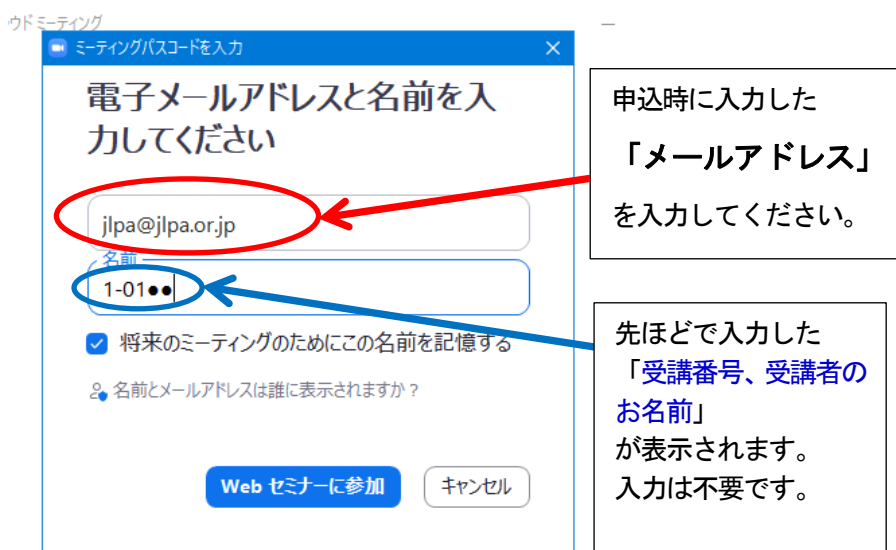 ウドミーティング
ミーティングパスコードを入力
電子メールアドレスと名前を入
力してください
jlpa@jlpa.or.jp
名前
1-01●●
将来のミーティングのためにこの名前を記憶する
名前とメールアドレスは誰に表示されますか？
Web セミナーに参加
キャンセル
申込時に入力した
「メールアドレス」
を入力してください。
先ほどで入力した
「受講番号、受講者の
お名前」
が表示されます。
入力は不要です。